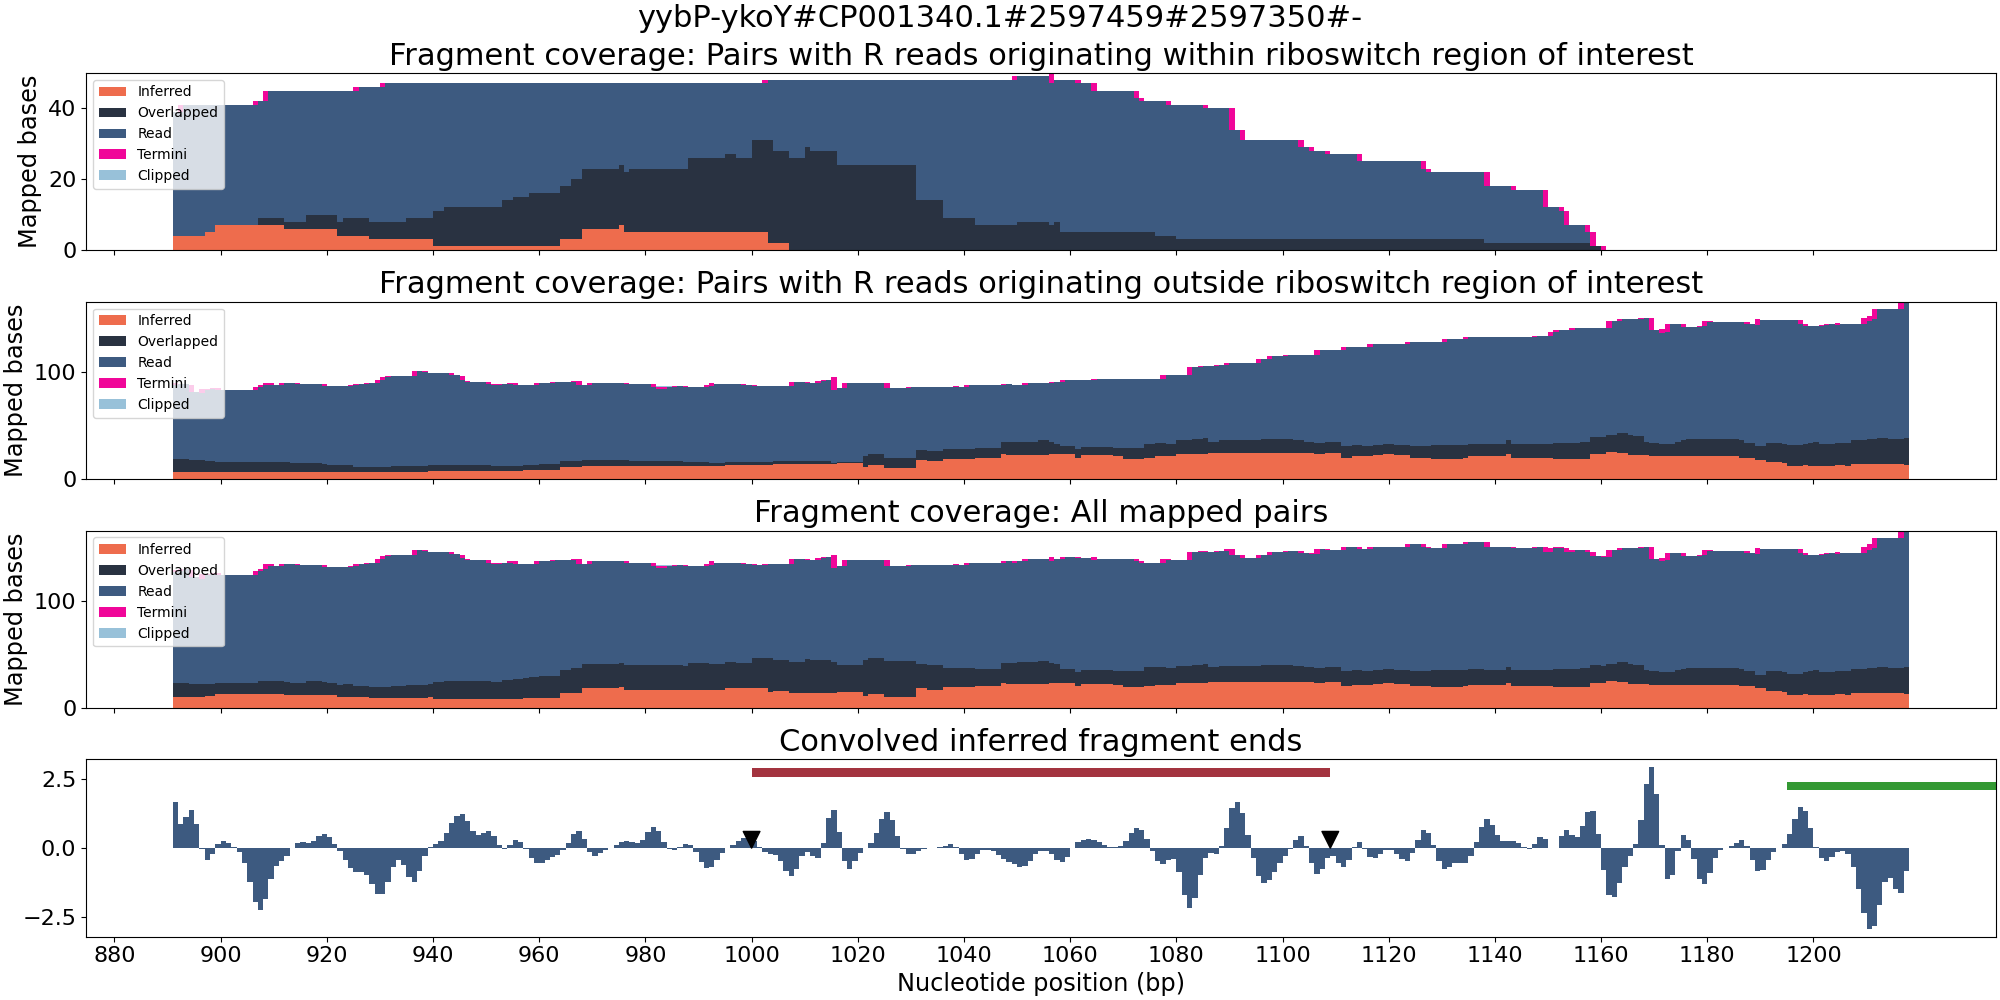 yybP-ykoY#CP001340.1#2597459#2597350#-
Fragment coverage: Pairs with R reads originating within riboswitch region of interest
Mapped bases
40
20
0
Inferred
Overlapped
Read
Termini
Clipped
Fragment coverage: Pairs with R reads originating outside riboswitch region of interest
Mapped bases
100
0
Inferred
Overlapped
Read
Termini
Clipped
Fragment coverage: All mapped pairs
Mapped bases
100
0
Inferred
Overlapped
Read
Termini
Clipped
Convolved inferred fragment ends
2.5
0.0
−2.5
880 900 920 940 960 980 1000 1020 1040 1060 1080 1100 1120 1140 1160 1180 1200
Nucleotide position (bp)